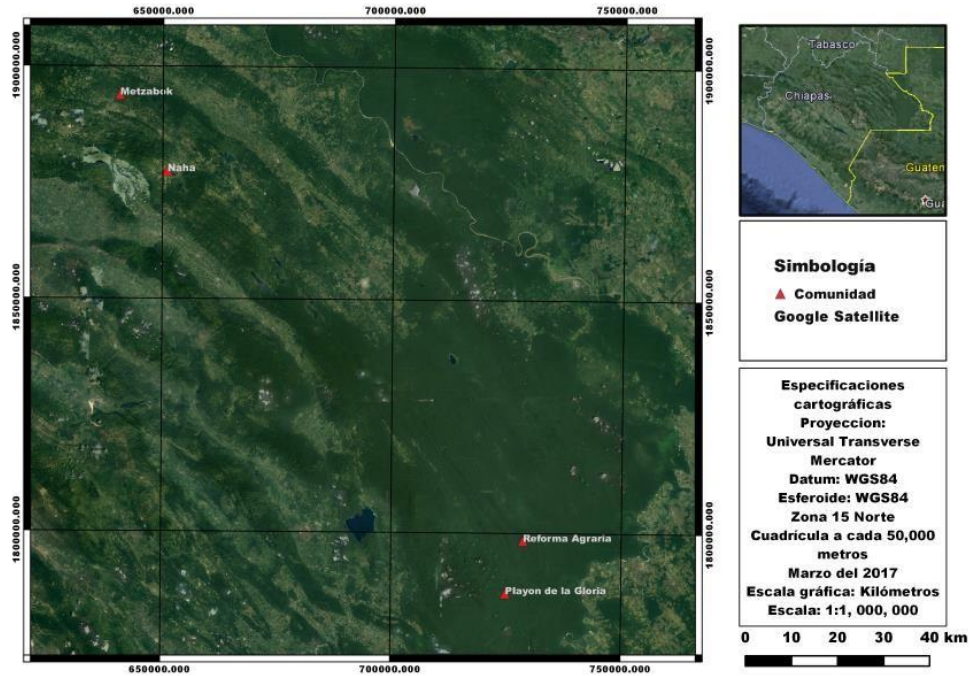 650000.000 700000.000 750000.000
1900000.000
1850000.000
1800000.000
Metzabok
Naha
Reforma Agraria
Playon de la Gloria
1900000.000
1850000.000
1800000.000
650000.000 700000.000 750000.000
Tabasco
Chiapas
Guaten
Gua
Simbología
Comunidad
Google Satellite
Especificaciones
cartográficas
Proyeccion:
Universal Transverse
Mercator
Datum: WGS84
Esferoide: WGS84
Zona 15 Norte
Cuadrícula a cada 50,000
metros
Marzo del 2017
Escala gráfica: Kilómetros
Escala: 1:1, 000, 000
0 10 20 30 40 km